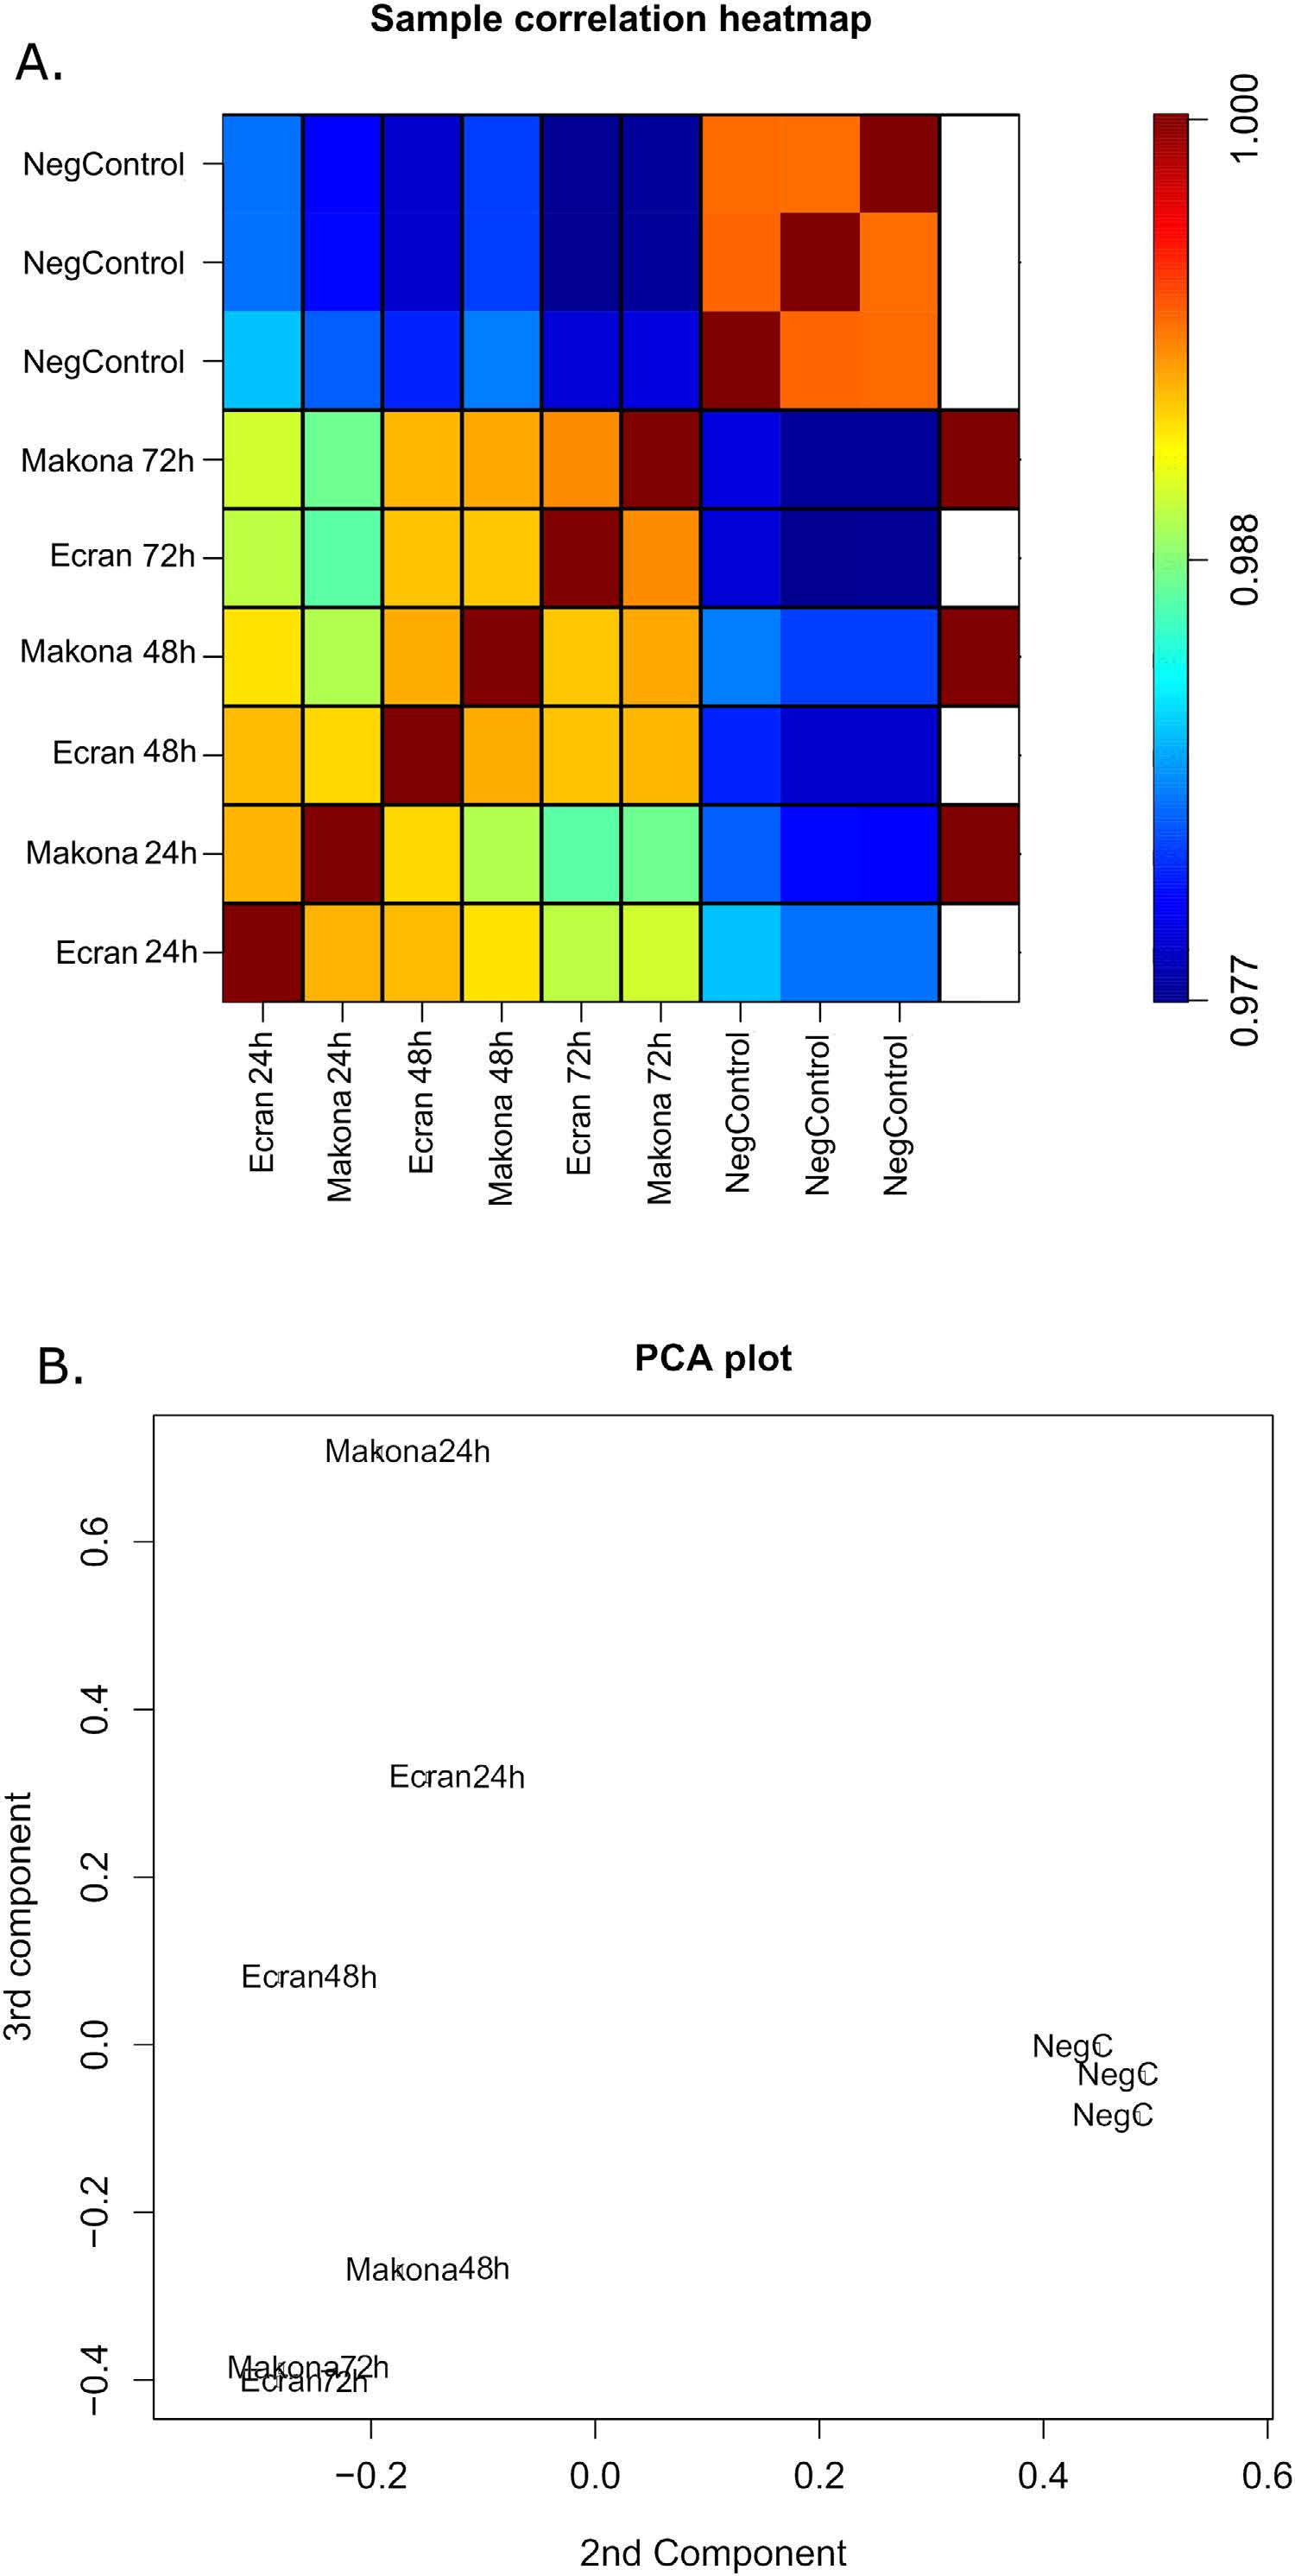 Sample correlation heatmap
A.
NegControl
NegControl
NegControl
Makona 72h
Ecran 72h
Makona 48h
Ecran 48h
Makona 24h
Ecran 24h
Ecran 24h
Makona 24h
Ecran 48h
Makona 48h
Ecran 72h
Makona 72h
NegControl
NegControl
NegControl
1.000
0.988
0.977
B.
PCA plot
Makona24h
Ecran24h
Ecran48h
NegC
NegC
NegC
Makona48h
Makona72h
Ecran72h
3rd component
0.6
0.4
0.2
0.0
−0.2
−0.4
−0.2
0.0
0.2
0.4
0.6
2nd Component